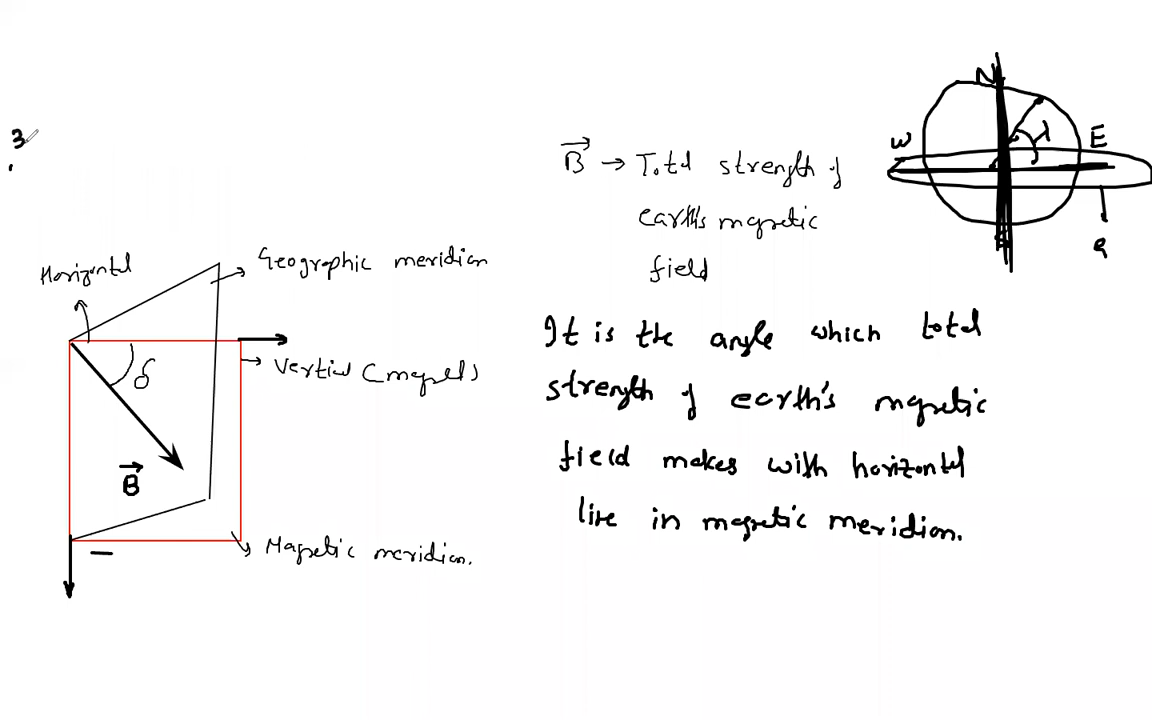 3
Horizontal
Geographic meridian
δ
Vertical (magnets)
B
Magnetic meridian.
B → Total strength of
earth's magnetic
field
N
W
E
λ
It is the angle which total
strength of earth's magnetic
field makes with horizontal
line in magnetic meridian.